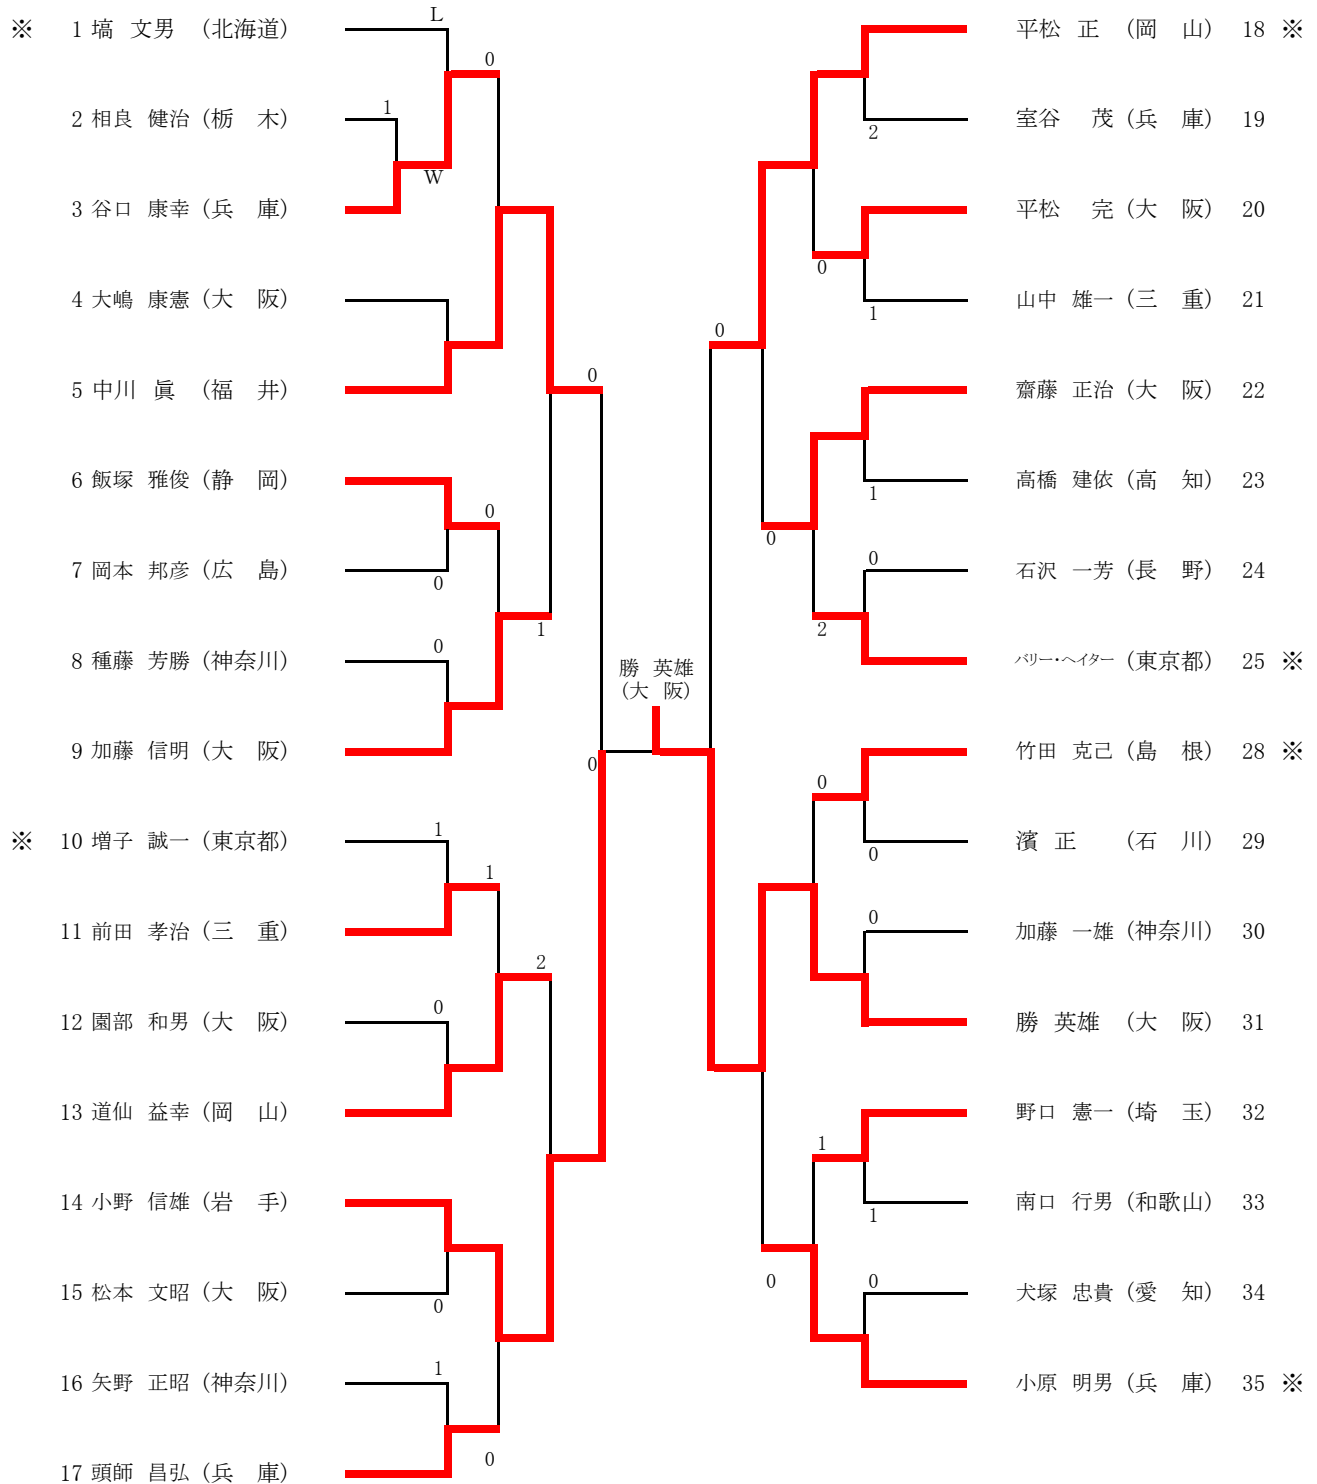 ※ 1 塙 文男 （北海道）
L
0
2 相良 健治（栃 木）
1
W
3 谷口 康幸（兵 庫）
4 大嶋 康憲（大 阪）
0
5 中川 眞 （福 井）
6 飯塚 雅俊（静 岡）
0
7 岡本 邦彦（広 島）
0
1
8 種藤 芳勝（神奈川）
0
9 加藤 信明（大 阪）
0
※ 10 増子 誠一（東京都）
1
1
11 前田 孝治（三 重）
2
12 園部 和男（大 阪）
0
13 道仙 益幸（岡 山）
14 小野 信雄（岩 手）
15 松本 文昭（大 阪）
0
16 矢野 正昭（神奈川）
1
0
17 頭師 昌弘（兵 庫）
勝 英雄
（大 阪）
平松 正 （岡 山） 18 ※
室谷 茂（兵 庫） 19
2
平松 完（大 阪） 20
0
山中 雄一（三 重） 21
1
0
齋藤 正治（大 阪） 22
高橋 建依（高 知） 23
1
0
石沢 一芳（長 野） 24
0
2
バリー・ヘイター（東京都） 25 ※
竹田 克己（島 根） 28 ※
0
濱 正 （石 川） 29
0
加藤 一雄（神奈川） 30
0
勝 英雄 （大 阪） 31
野口 憲一（埼 玉） 32
1
南口 行男（和歌山） 33
1
犬塚 忠貴（愛 知） 34
0
0
小原 明男（兵 庫） 35 ※